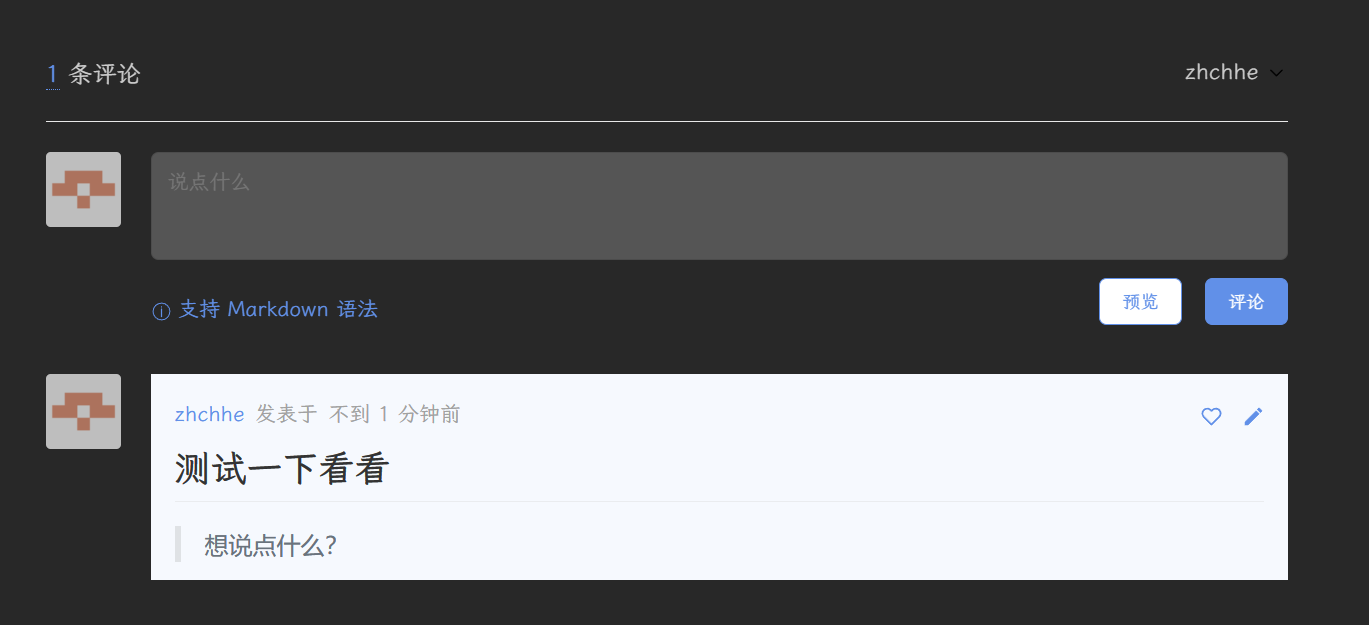 1 条评论
zhchhe
说点什么
支持 Markdown 语法
预览
评论
zhchhe 发表于 不到 1 分钟前
测试一下看看
想说点什么?